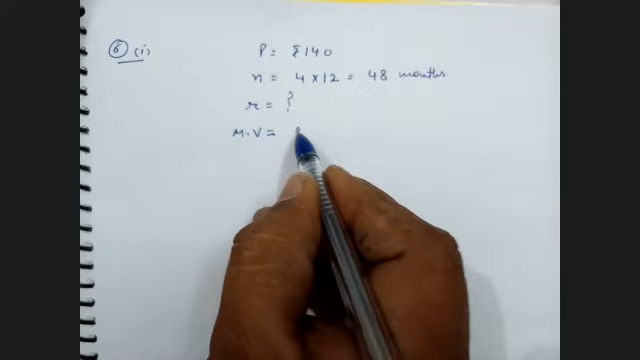 6 (i) P = ₹140
n = 4 × 12 = 48 months.
r = ?
M.V =